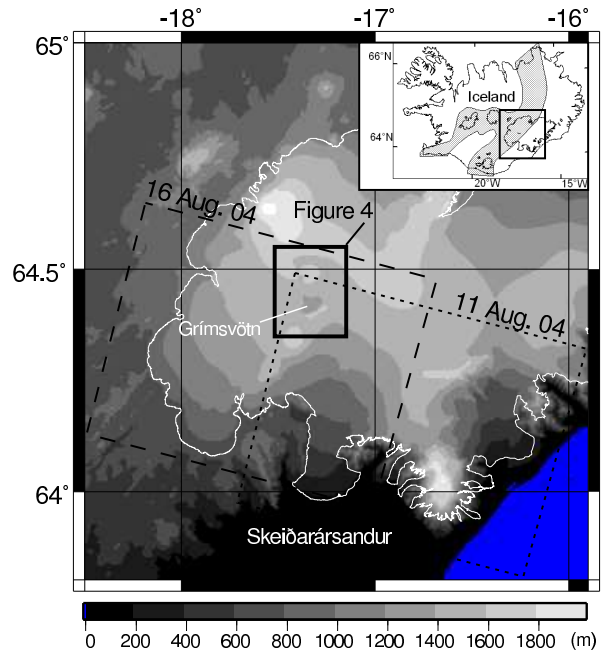 -18° -17° -16°
65°
66°N
Iceland
64°N
20°W 15°W
16 Aug. 04
Figure 4
64.5°
11 Aug. 04
Grímsvötn
64°
Skeiðarársandur
0 200 400 600 800 1000 1200 1400 1600 1800 (m)